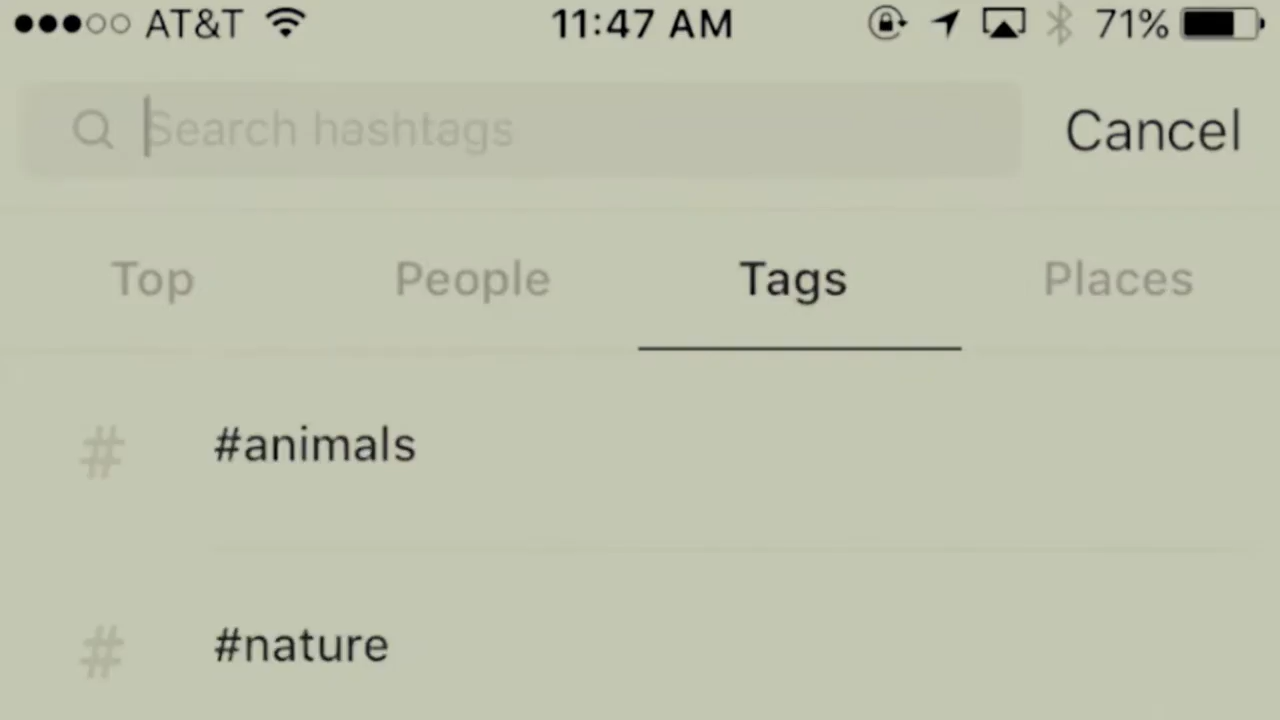 AT&T 11:47 AM 71%
Search hashtags Cancel
Top People Tags Places
# #animals
# #nature